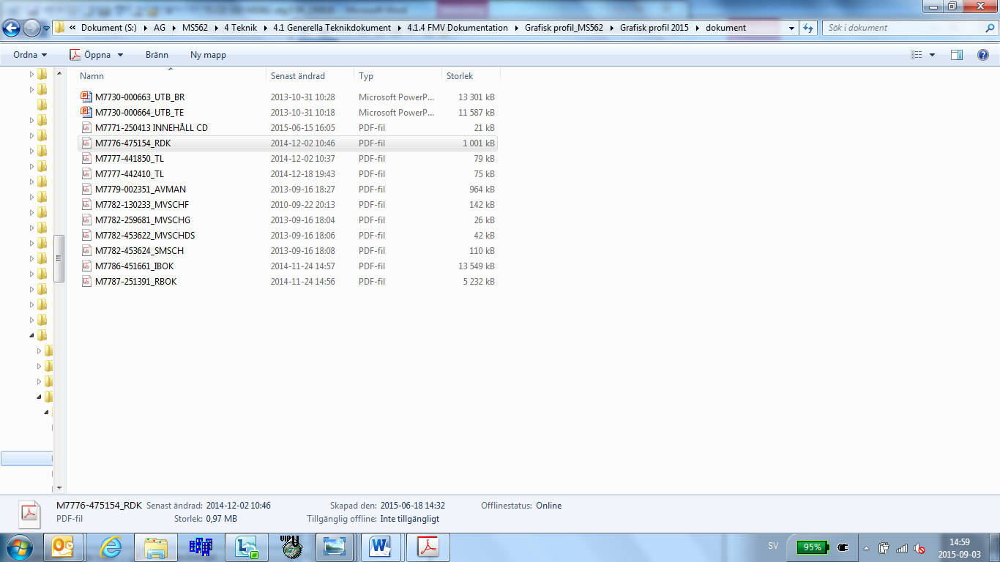 « Dokument (S:) AG MS562 4 Teknik 4.1 Generella Teknikdokument 4.1.4 FMV Dokumentation Grafisk profil_MS562 Grafisk profil 2015 dokument Sök i dokument
Ordna Öppna Bränn Ny mapp
Namn Senast ändrad Typ Storlek
M7730-000663_UTB_BR 2013-10-31 10:28 Microsoft PowerP... 13 301 kB
M7730-000664_UTB_TE 2013-10-31 10:18 Microsoft PowerP... 11 587 kB
M7771-250413 INNEHÅLL CD 2015-06-15 16:05 PDF-fil 21 kB
M7776-475154_RDK 2014-12-02 10:46 PDF-fil 1 001 kB
M7777-441850_TL 2014-12-02 10:37 PDF-fil 79 kB
M7777-442410_TL 2014-12-18 19:43 PDF-fil 75 kB
M7779-002351_AVMAN 2013-09-16 18:27 PDF-fil 964 kB
M7782-130233_MVSCHF 2010-09-22 20:13 PDF-fil 142 kB
M7782-259681_MVSCHG 2013-09-16 18:04 PDF-fil 26 kB
M7782-453622_MVSCHDS 2013-09-16 18:06 PDF-fil 42 kB
M7782-453624_SMSCH 2013-09-16 18:08 PDF-fil 110 kB
M7786-451661_IBOK 2014-11-24 14:57 PDF-fil 13 549 kB
M7787-251391_RBOK 2014-11-24 14:56 PDF-fil 5 232 kB
M7776-475154_RDK Senast ändrad: 2014-12-02 10:46 Skapad den: 2015-06-18 14:32 Offlinestatus: Online
PDF-fil Storlek: 0,97 MB Tillgänglig offline: Inte tillgängligt
SV 95% 14:59
2015-09-03